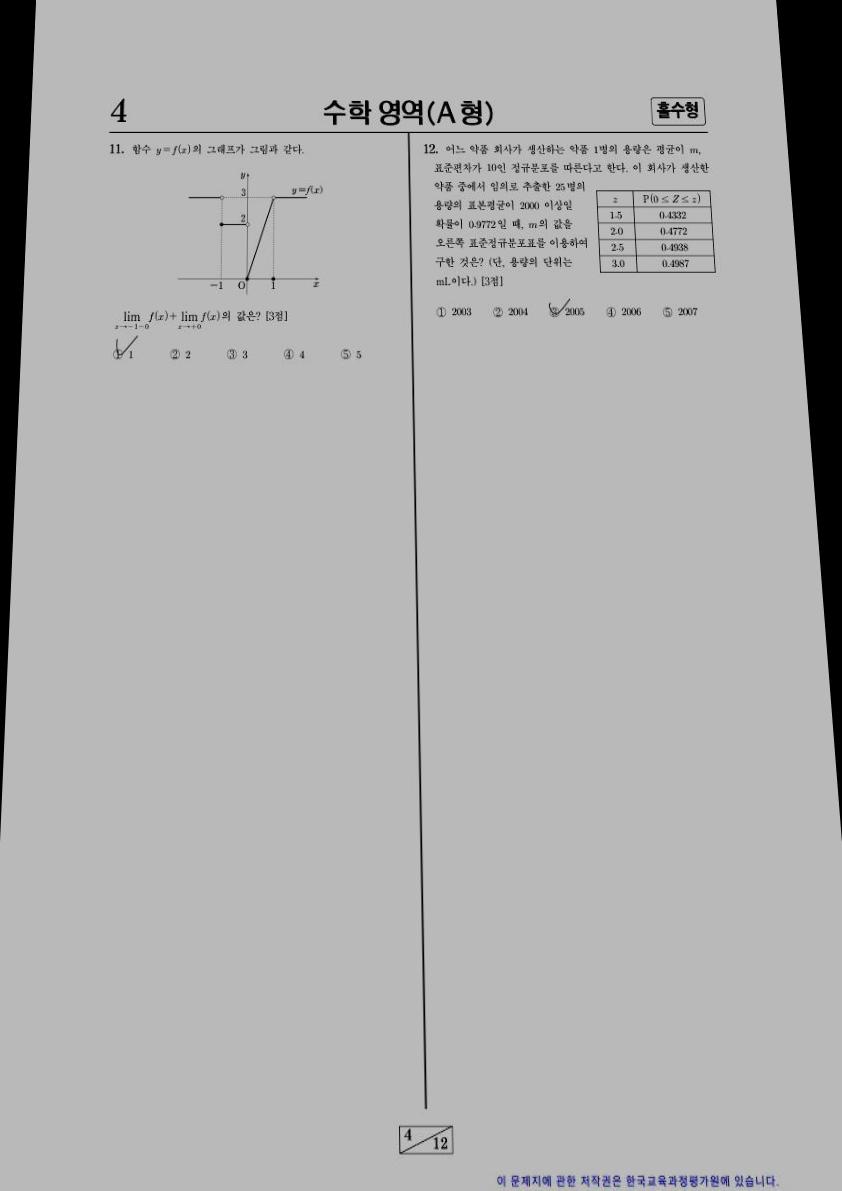 4
수학 영역(A형)
홀수형
11. 함수 y=f(x)의 그래프가 그림과 같다.
y
3
y=f(x)
2
-1 O 1 x
lim f(x)+ lim f(x)의 값은? [3점]
x→-1-0 x→+0
① 1 ② 2 ③ 3 ④ 4 ⑤ 5
12. 어느 약품 회사가 생산하는 약품 1병의 용량은 평균이 m,
표준편차가 10인 정규분포를 따른다고 한다. 이 회사가 생산한
약품 중에서 임의로 추출한 25병의
용량의 표본평균이 2000 이상일
확률이 0.9772일 때, m의 값을
오른쪽 표준정규분포표를 이용하여
구한 것은? (단, 용량의 단위는
mL이다.) [3점]
z P(0≤Z≤z)
1.5 0.4332
2.0 0.4772
2.5 0.4938
3.0 0.4987
① 2003 ② 2004 ③ 2005 ④ 2006 ⑤ 2007
4
12
이 문제지에 관한 저작권은 한국교육과정평가원에 있습니다.